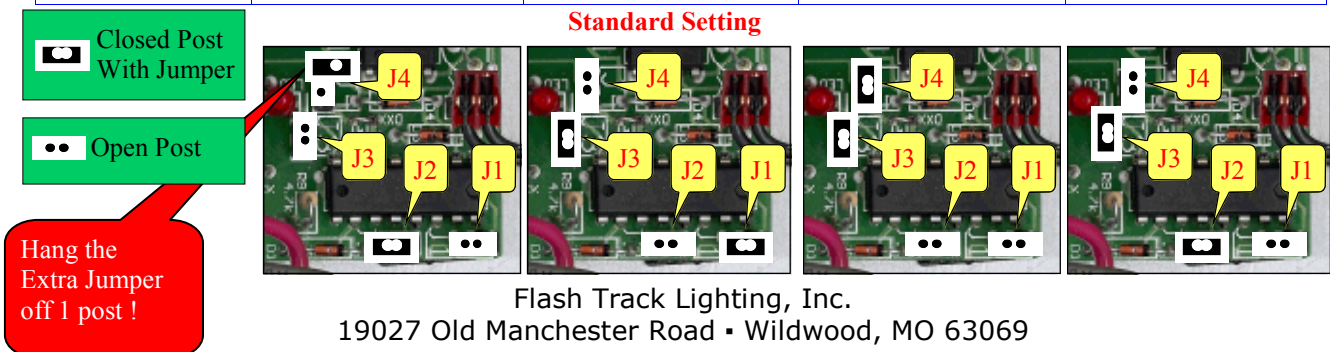 Standard Setting
Closed Post
With Jumper
Open Post
Hang the
Extra Jumper
off 1 post !
J4
J3
J2
J1
J4
J3
J2
J1
J4
J3
J2
J1
J4
J3
J2
J1
Flash Track Lighting, Inc.
19027 Old Manchester Road ▪ Wildwood, MO 63069